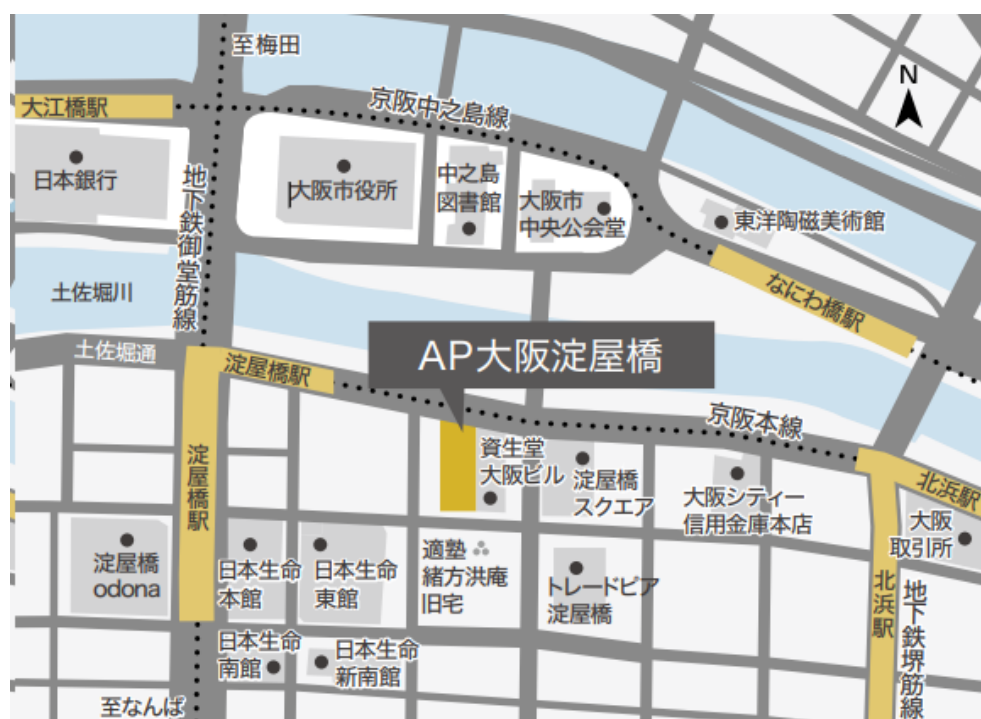 至梅田
N
大江橋駅
京阪中之島線
日本銀行
地下鉄御堂筋線
大阪市役所
中之島
図書館
大阪市
中央公会堂
東洋陶磁美術館
土佐堀川
なにわ橋駅
土佐堀通
淀屋橋駅
AP大阪淀屋橋
京阪本線
淀屋橋駅
資生堂
大阪ビル
淀屋橋
スクエア
大阪シティー
信用金庫本店
北浜駅
大阪
取引所
淀屋橋
odona
日本生命
本館
日本生命
東館
適塾
緒方洪庵
旧宅
トレードピア
淀屋橋
北浜駅
地下鉄堺筋線
日本生命
南館
日本生命
新南館
至なんば